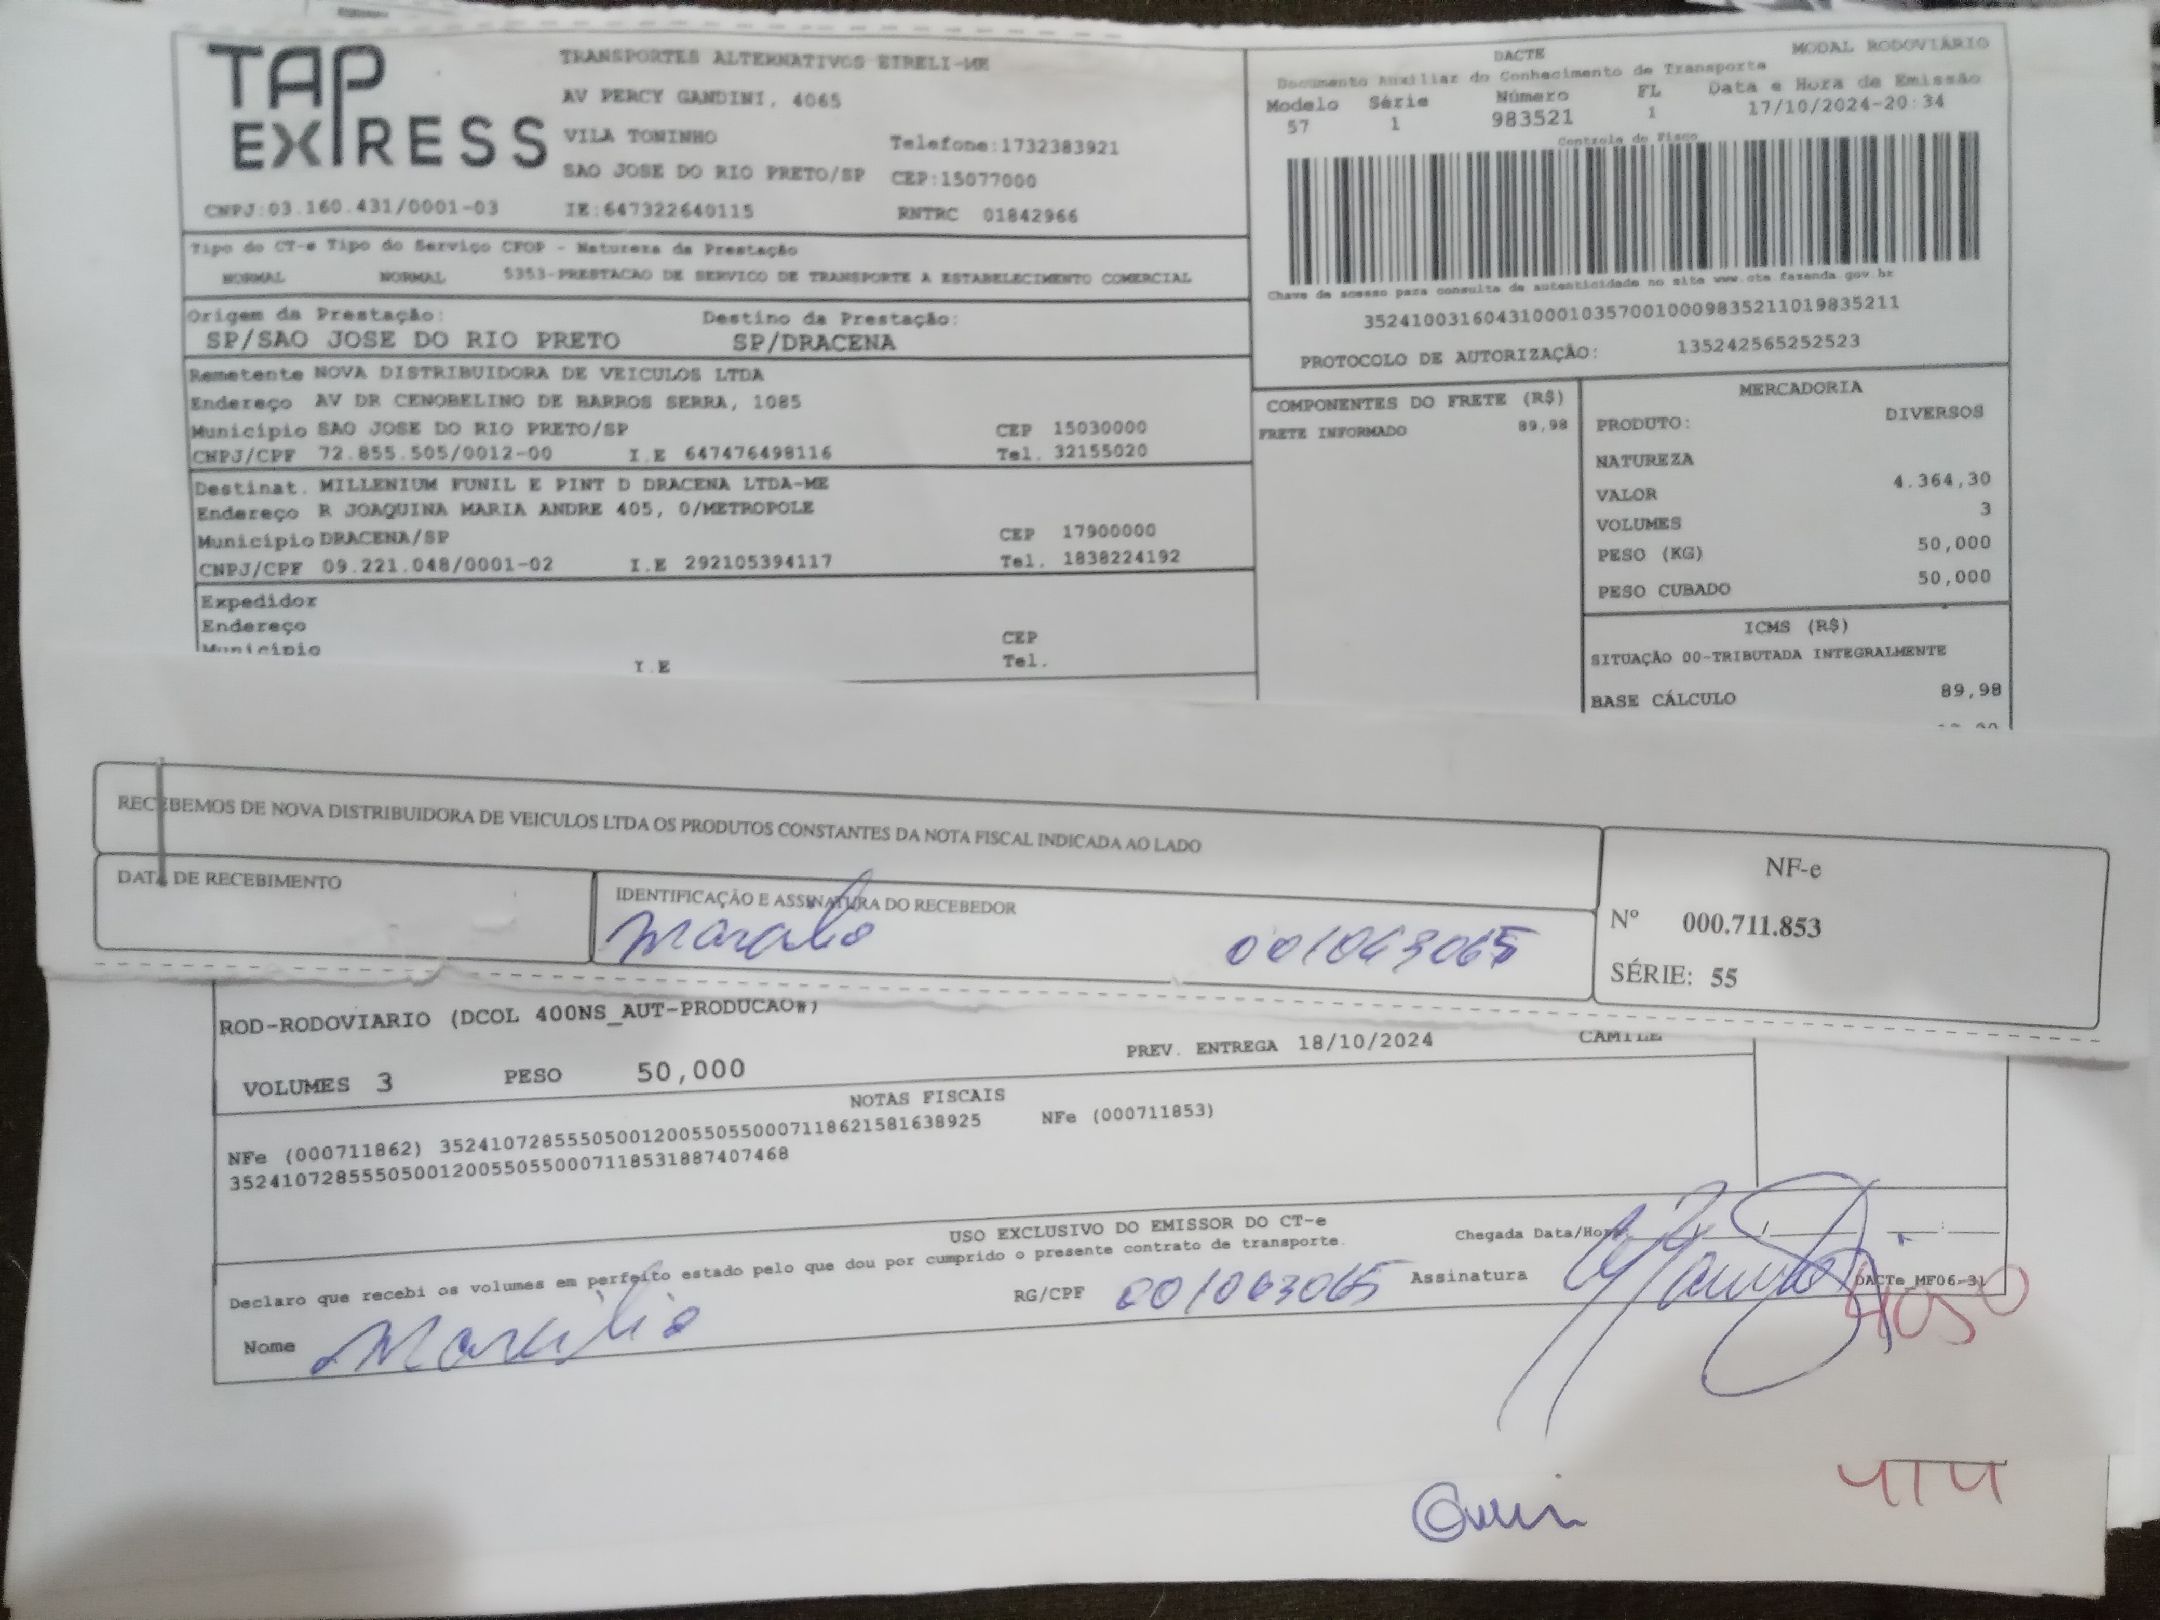 TAP EXPRESS
TRANSPORTES ALTERNATIVOS EIRELI-ME
AV PERCY GANDINI, 4065
VILA TONINHO Telefone:1732383921
SAO JOSE DO RIO PRETO/SP CEP:15077000
CNPJ:03.160.431/0001-03 IE:647322640115 RNTRC 01842966
DACTE MODAL RODOVIÁRIO
Documento Auxiliar do Conhecimento de Transporte
Modelo Série Número FL Data e Hora de Emissão
57 1 983521 1 17/10/2024-20:34
Controle do Fisco
Chave de acesso para consulta de autenticidade no site www.cte.fazenda.gov.br
35241003160431000103570010009835211019835211
PROTOCOLO DE AUTORIZAÇÃO: 135242565252523
Tipo do CT-e Tipo do Serviço CFOP - Natureza da Prestação
NORMAL NORMAL 5353-PRESTACAO DE SERVICO DE TRANSPORTE A ESTABELECIMENTO COMERCIAL
Origem da Prestação: Destino da Prestação:
SP/SAO JOSE DO RIO PRETO SP/DRACENA
Remetente NOVA DISTRIBUIDORA DE VEICULOS LTDA
Endereço AV DR CENOBELINO DE BARROS SERRA, 1085
Município SAO JOSE DO RIO PRETO/SP CEP 15030000
CNPJ/CPF 72.855.505/0012-00 I.E 647476498116 Tel. 32155020
Destinat. MILLENIUM FUNIL E PINT D DRACENA LTDA-ME
Endereço R JOAQUINA MARIA ANDRE 405, 0/METROPOLE
Município DRACENA/SP CEP 17900000
CNPJ/CPF 09.221.048/0001-02 I.E 292105394117 Tel. 1838224192
Expedidor
Endereço
Município CEP
I.E Tel.
COMPONENTES DO FRETE (R$)
FRETE INFORMADO 89,98
MERCADORIA
PRODUTO: DIVERSOS
NATUREZA
VALOR 4.364,30
VOLUMES 3
PESO (KG) 50,000
PESO CUBADO 50,000
ICMS (R$)
SITUAÇÃO 00-TRIBUTADA INTEGRALMENTE
BASE CÁLCULO 89,98
RECEBEMOS DE NOVA DISTRIBUIDORA DE VEICULOS LTDA OS PRODUTOS CONSTANTES DA NOTA FISCAL INDICADA AO LADO
DATA DE RECEBIMENTO
IDENTIFICAÇÃO E ASSINATURA DO RECEBEDOR
001063065
NF-e
Nº 000.711.853
SÉRIE: 55
ROD-RODOVIARIO (DCOL 400NS_AUT-PRODUCAO#)
VOLUMES 3 PESO 50,000 PREV. ENTREGA 18/10/2024 CAMILE
NOTAS FISCAIS
NFe (000711862) 35241072855505001200550550007118621581638925 NFe (000711853)
35241072855505001200550550007118531887407468
USO EXCLUSIVO DO EMISSOR DO CT-e
Declaro que recebi os volumes em perfeito estado pelo que dou por cumprido o presente contrato de transporte.
Chegada Data/Hora
Nome Marcilio RG/CPF 001063065 Assinatura
DACTe_MF06-31